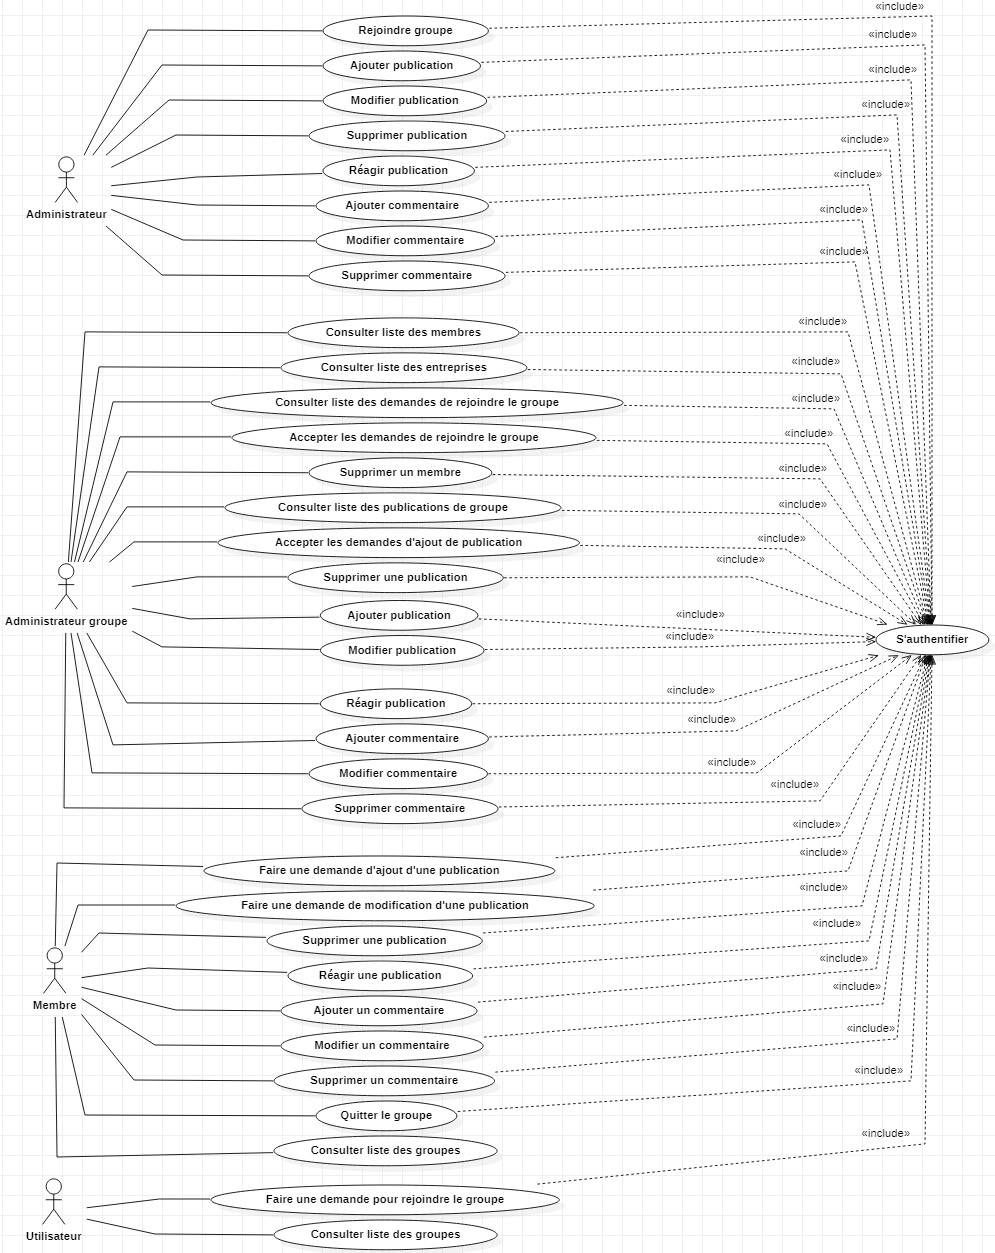 «include»
Rejoindre groupe
«include»
Ajouter publication
«include»
Modifier publication
«include»
Supprimer publication
«include»
Réagir publication
«include»
Ajouter commentaire
«include»
Modifier commentaire
«include»
Supprimer commentaire
Administrateur
«include»
Consulter liste des membres
«include»
Consulter liste des entreprises
«include»
Consulter liste des demandes de rejoindre le groupe
«include»
Accepter les demandes de rejoindre le groupe
«include»
Supprimer un membre
«include»
Consulter liste des publications de groupe
«include»
Accepter les demandes d'ajout de publication
«include»
Supprimer une publication
«include»
Ajouter publication
Administrateur groupe
«include»
Modifier publication
S'authentifier
«include»
Réagir publication
«include»
Ajouter commentaire
«include»
Modifier commentaire
«include»
Supprimer commentaire
«include»
Faire une demande d'ajout d'une publication
«include»
Faire une demande de modification d'une publication
«include»
Supprimer une publication
«include»
Réagir une publication
«include»
Ajouter un commentaire
Membre
«include»
Modifier un commentaire
«include»
Supprimer un commentaire
«include»
Quitter le groupe
Consulter liste des groupes
«include»
Faire une demande pour rejoindre le groupe
Consulter liste des groupes
Utilisateur